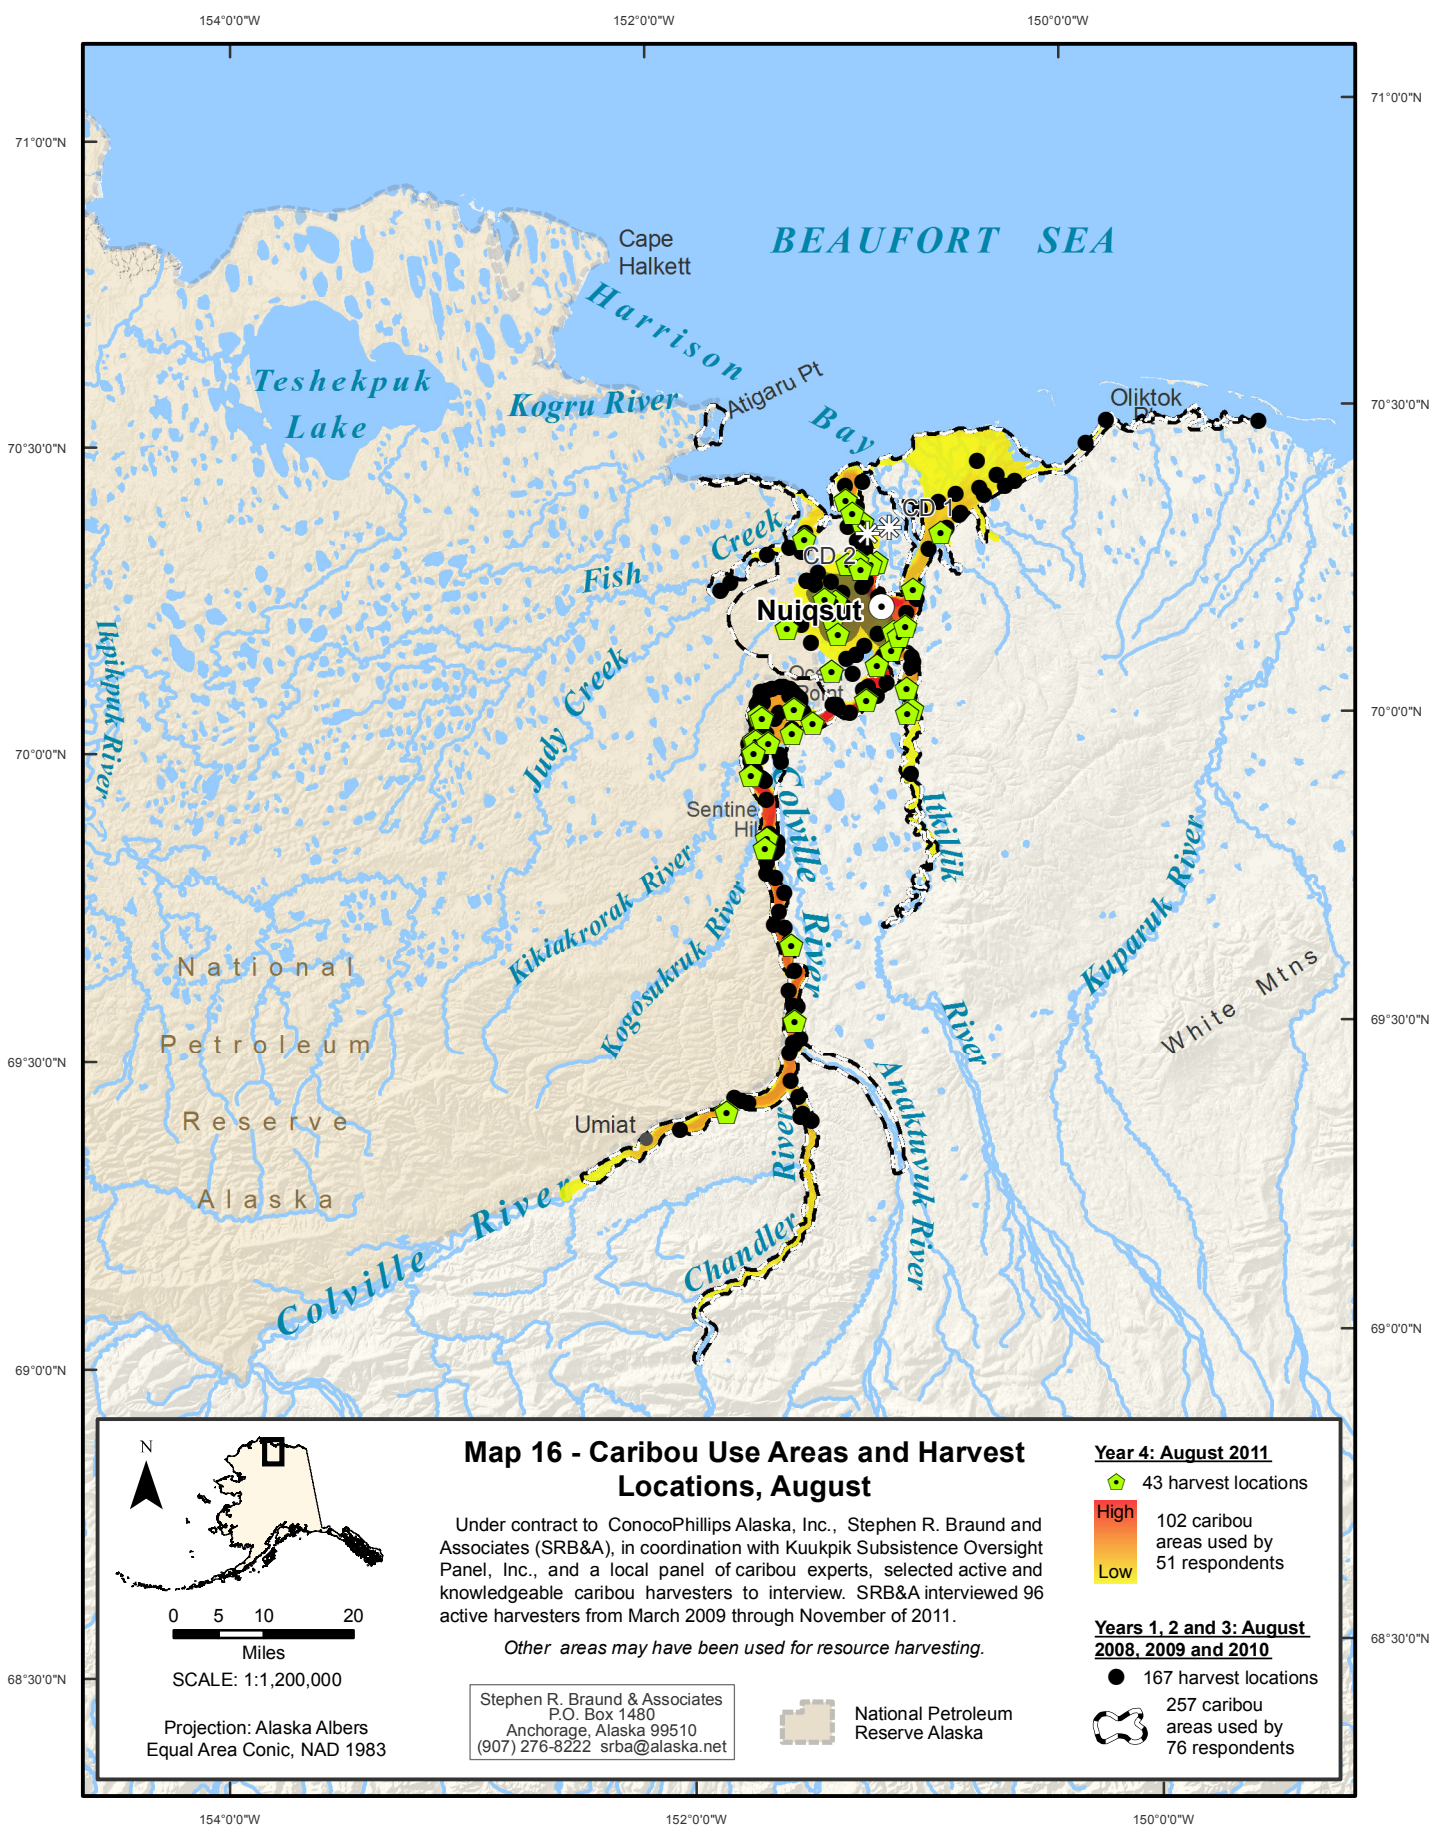 154°0'0"W
152°0'0"W
150°0'0"W
71°0'0"N
71°0'0"N
Cape
Halkett
BEAUFORT SEA
Harrison
Bay
Teshekpuk
Lake
Kogru River
Atigaru Pt
Oliktok
70°30'0"N
70°30'0"N
CD 1
CD 2
Fish Creek
Nuiqsut
Ikpikpuk River
Judy Creek
Point
70°0'0"N
70°0'0"N
Colville River
Itkillik River
Kuparuk River
Kikiakrorak River
Kogosukruk River
White Mtns
National
Petroleum
Reserve
Alaska
69°30'0"N
69°30'0"N
Umiat
Anaktuvuk River
Chandler River
Colville River
69°0'0"N
69°0'0"N
N
0 5 10 20
Miles
SCALE: 1:1,200,000
Projection: Alaska Albers
Equal Area Conic, NAD 1983
Map 16 - Caribou Use Areas and Harvest
Locations, August
Under contract to ConocoPhillips Alaska, Inc., Stephen R. Braund and
Associates (SRB&A), in coordination with Kuukpik Subsistence Oversight
Panel, Inc., and a local panel of caribou experts, selected active and
knowledgeable caribou harvesters to interview. SRB&A interviewed 96
active harvesters from March 2009 through November of 2011.
Other areas may have been used for resource harvesting.
Stephen R. Braund & Associates
P.O. Box 1480
Anchorage, Alaska 99510
(907) 276-8222 srba@alaska.net
National Petroleum
Reserve Alaska
Year 4: August 2011
43 harvest locations
High
Low
102 caribou
areas used by
51 respondents
Years 1, 2 and 3: August
2008, 2009 and 2010
167 harvest locations
257 caribou
areas used by
76 respondents
68°30'0"N
68°30'0"N
154°0'0"W
152°0'0"W
150°0'0"W